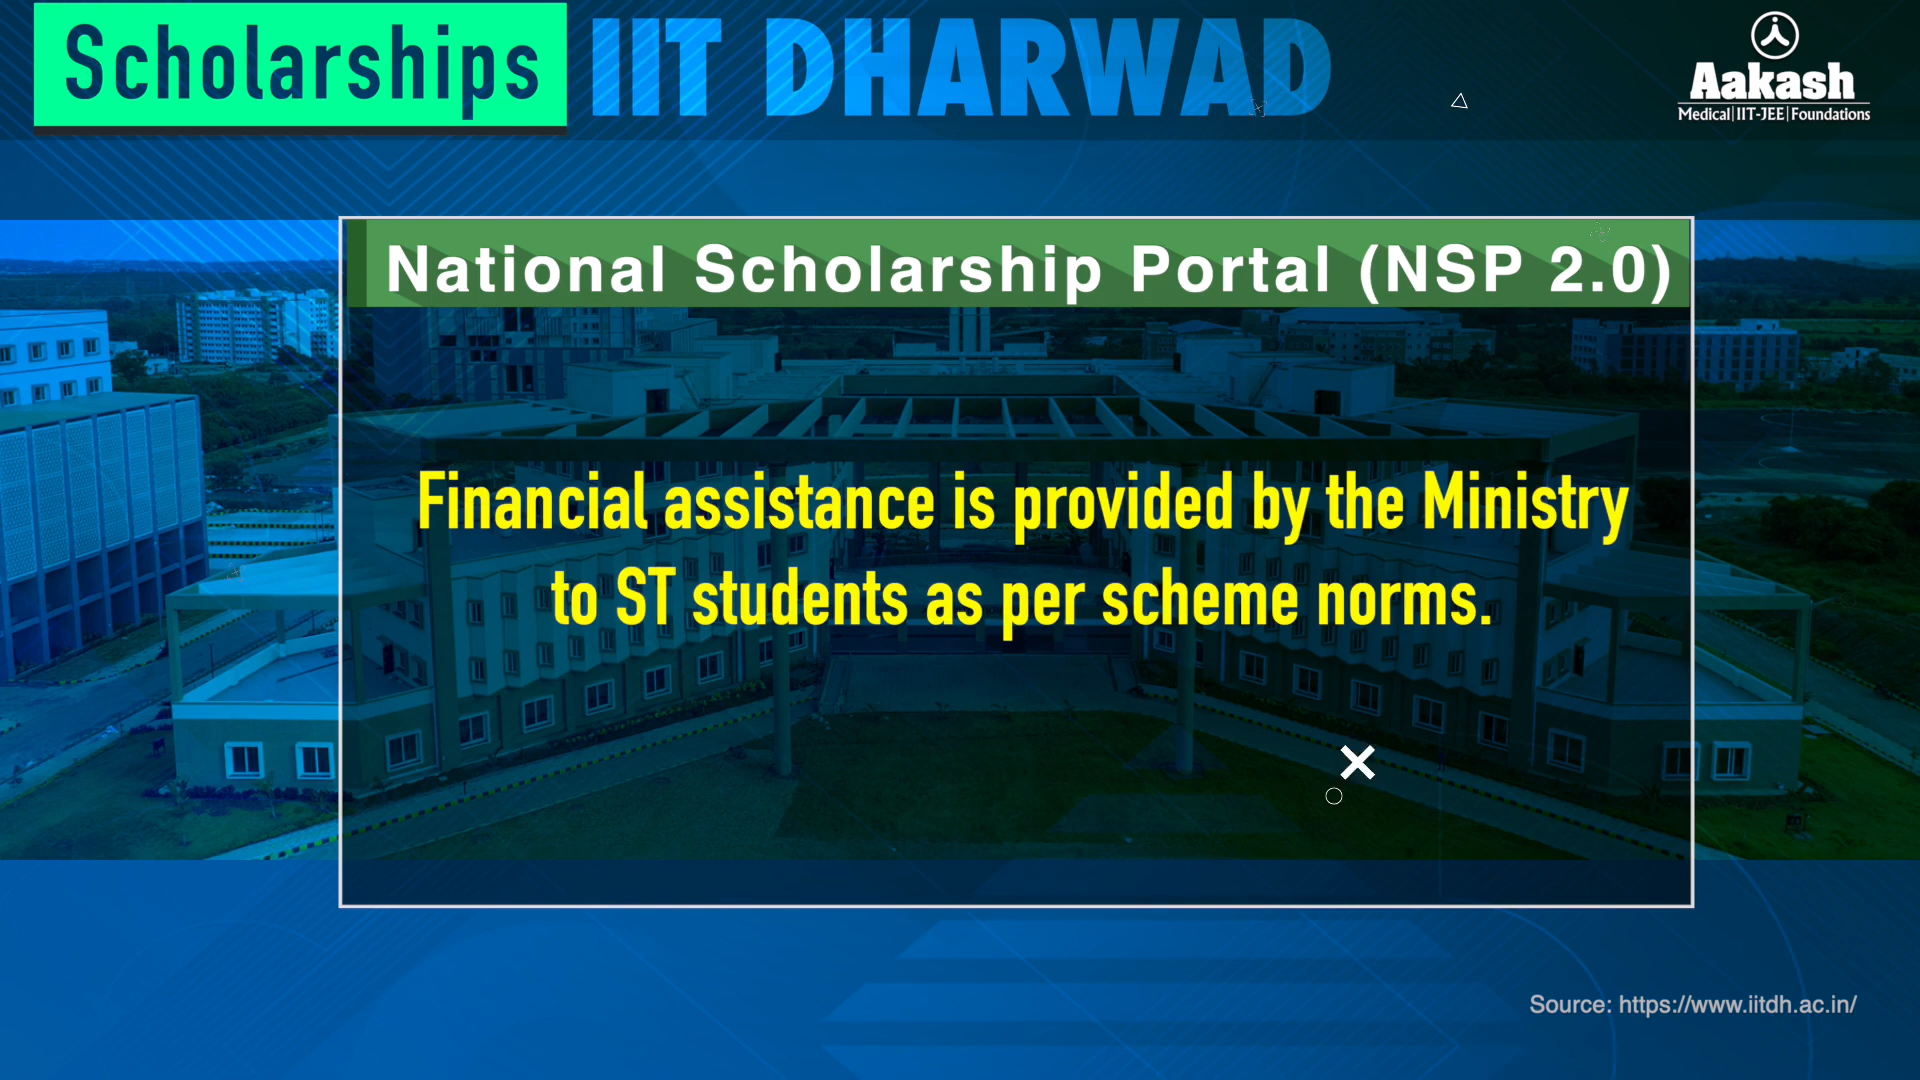 Scholarships IIT DHARWAD
Aakash
Medical|IIT-JEE|Foundations
National Scholarship Portal (NSP 2.0)
Financial assistance is provided by the Ministry
to ST students as per scheme norms.
Source: https://www.iitdh.ac.in/